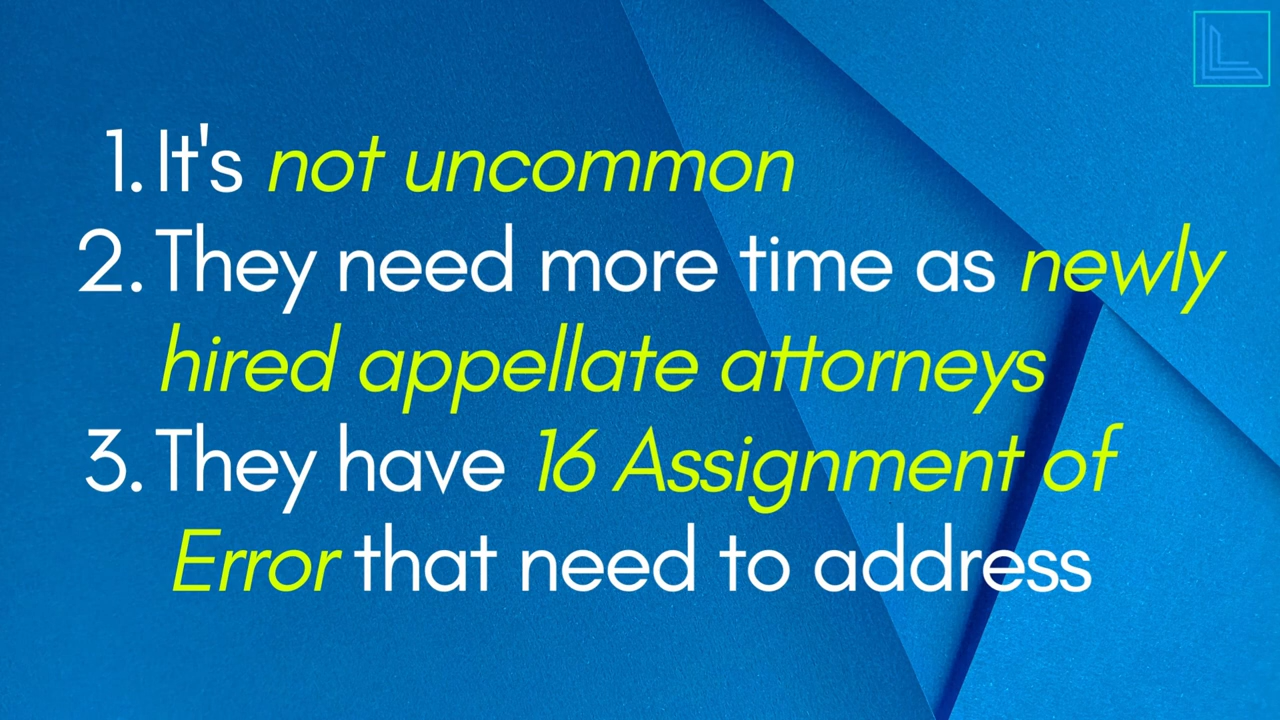 1. It's not uncommon
2. They need more time as newly
hired appellate attorneys
3. They have 16 Assignment of
Error that need to address